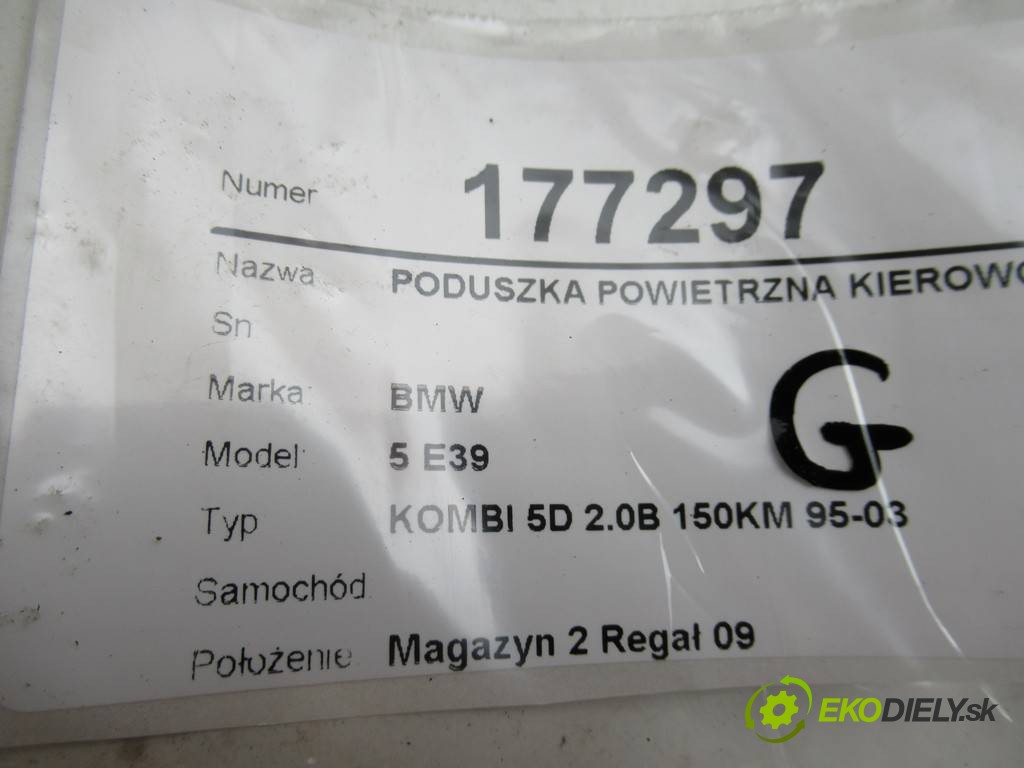 Numer 177297
Nazwa PODUSZKA POWIETRZNA KIEROWC
Sn
Marka BMW
G
Model 5 E39
Typ KOMBI 5D 2.0B 150KM 95-03
Samochód
Położenie Magazyn 2 Regał 09
EKODIELY.sk